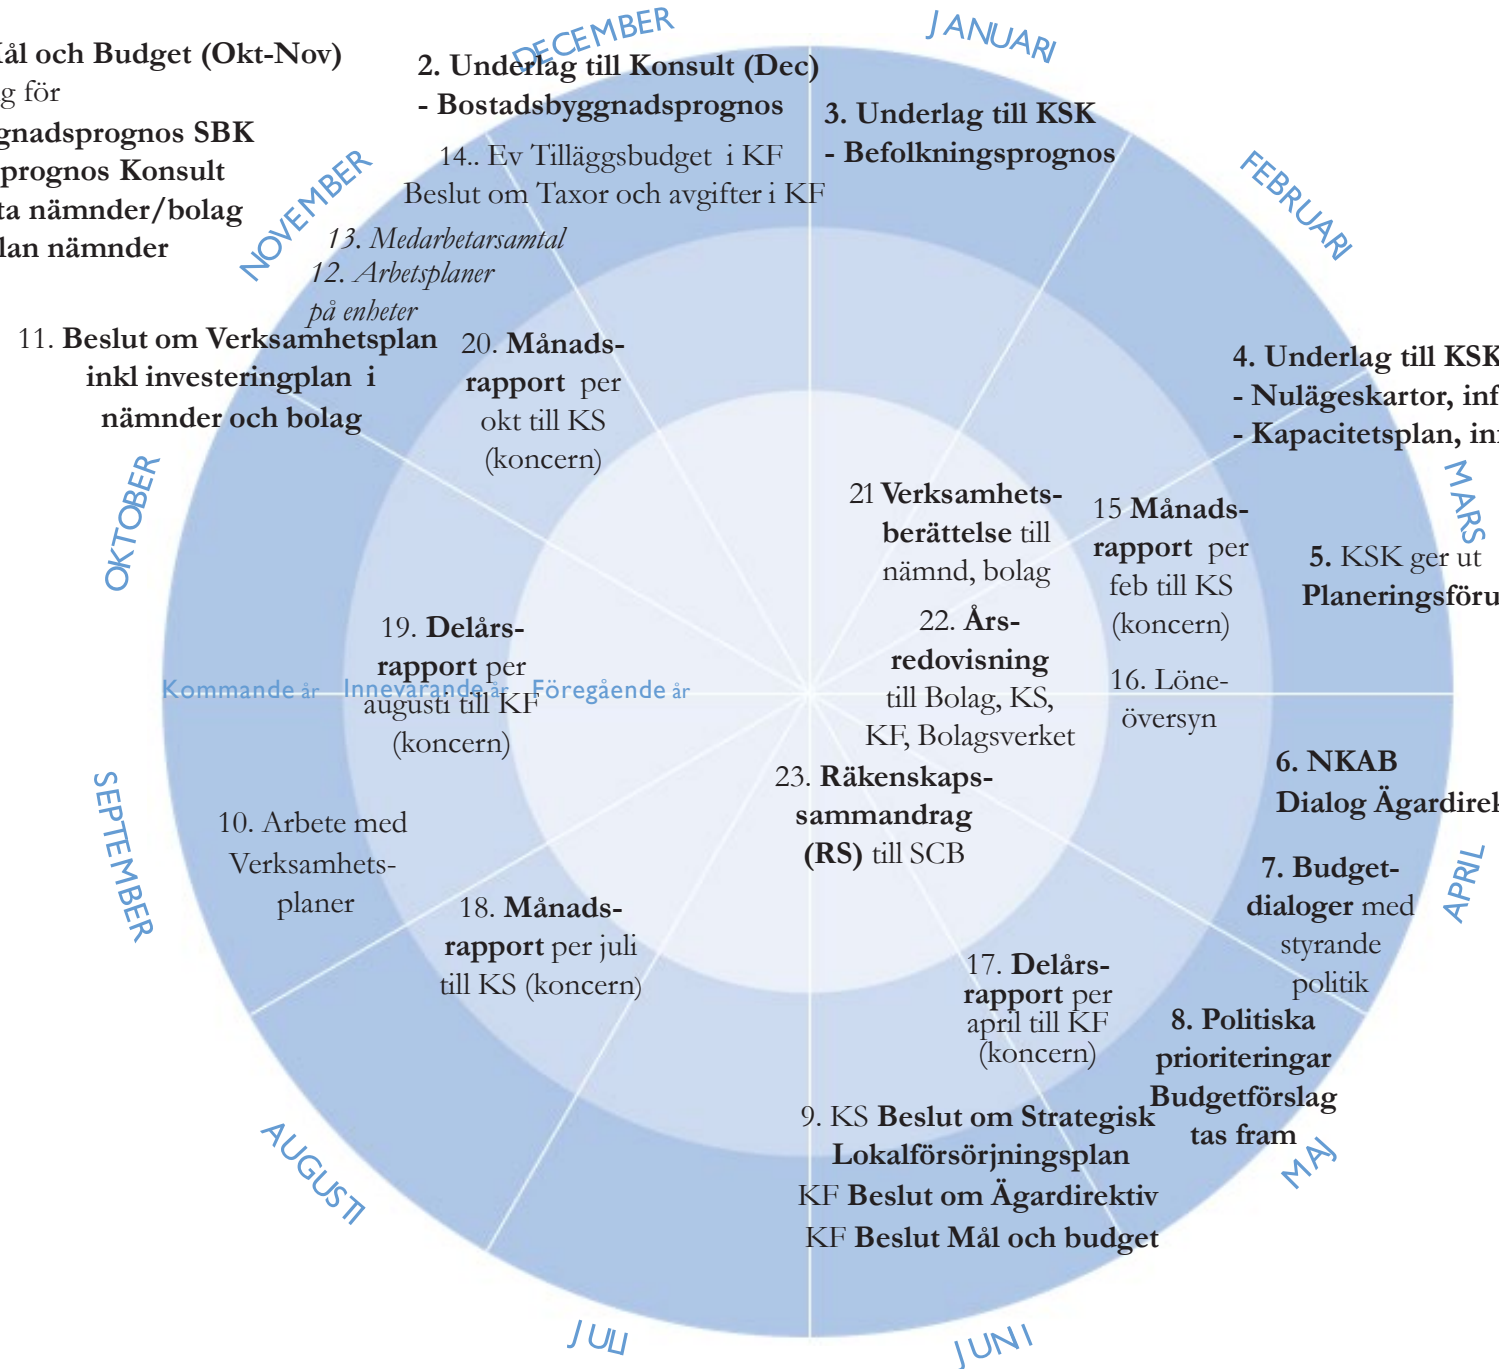 ål och Budget (Okt-Nov)
g för
gnadsprognos SBK
prognos Konsult
ta nämnder/bolag
lan nämnder
DECEMBER
2. Underlag till Konsult (Dec)
- Bostadsbyggnadsprognos
14.. Ev Tilläggsbudget i KF
Beslut om Taxor och avgifter i KF
JANUARI
3. Underlag till KSK
- Befolkningsprognos
FEBRUARI
NOVEMBER
13. Medarbetarsamtal
12. Arbetsplaner
på enheter
11. Beslut om Verksamhetsplan
inkl investeringplan i
nämnder och bolag
20. Månads-
rapport per
okt till KS
(koncern)
4. Underlag till KSK
- Nulägeskartor, inf
- Kapacitetsplan, in
MARS
OKTOBER
21 Verksamhets-
berättelse till
nämnd, bolag
15 Månads-
rapport per
feb till KS
(koncern)
5. KSK ger ut
Planeringsföru
19. Delårs-
rapport per
augusti till KF
(koncern)
22. Års-
redovisning
till Bolag, KS,
KF, Bolagsverket
16. Löne-
översyn
Kommande år Innevarande år Föregående år
23. Räkenskaps-
sammandrag
(RS) till SCB
6. NKAB
Dialog Ägardirek
SEPTEMBER
10. Arbete med
Verksamhets-
planer
18. Månads-
rapport per juli
till KS (koncern)
7. Budget-
dialoger med
styrande
politik
APRIL
17. Delårs-
rapport per
april till KF
(koncern)
8. Politiska
prioriteringar
Budgetförslag
tas fram
MAJ
9. KS Beslut om Strategisk
Lokalförsörjningsplan
KF Beslut om Ägardirektiv
KF Beslut Mål och budget
AUGUSTI
JULI
JUNI